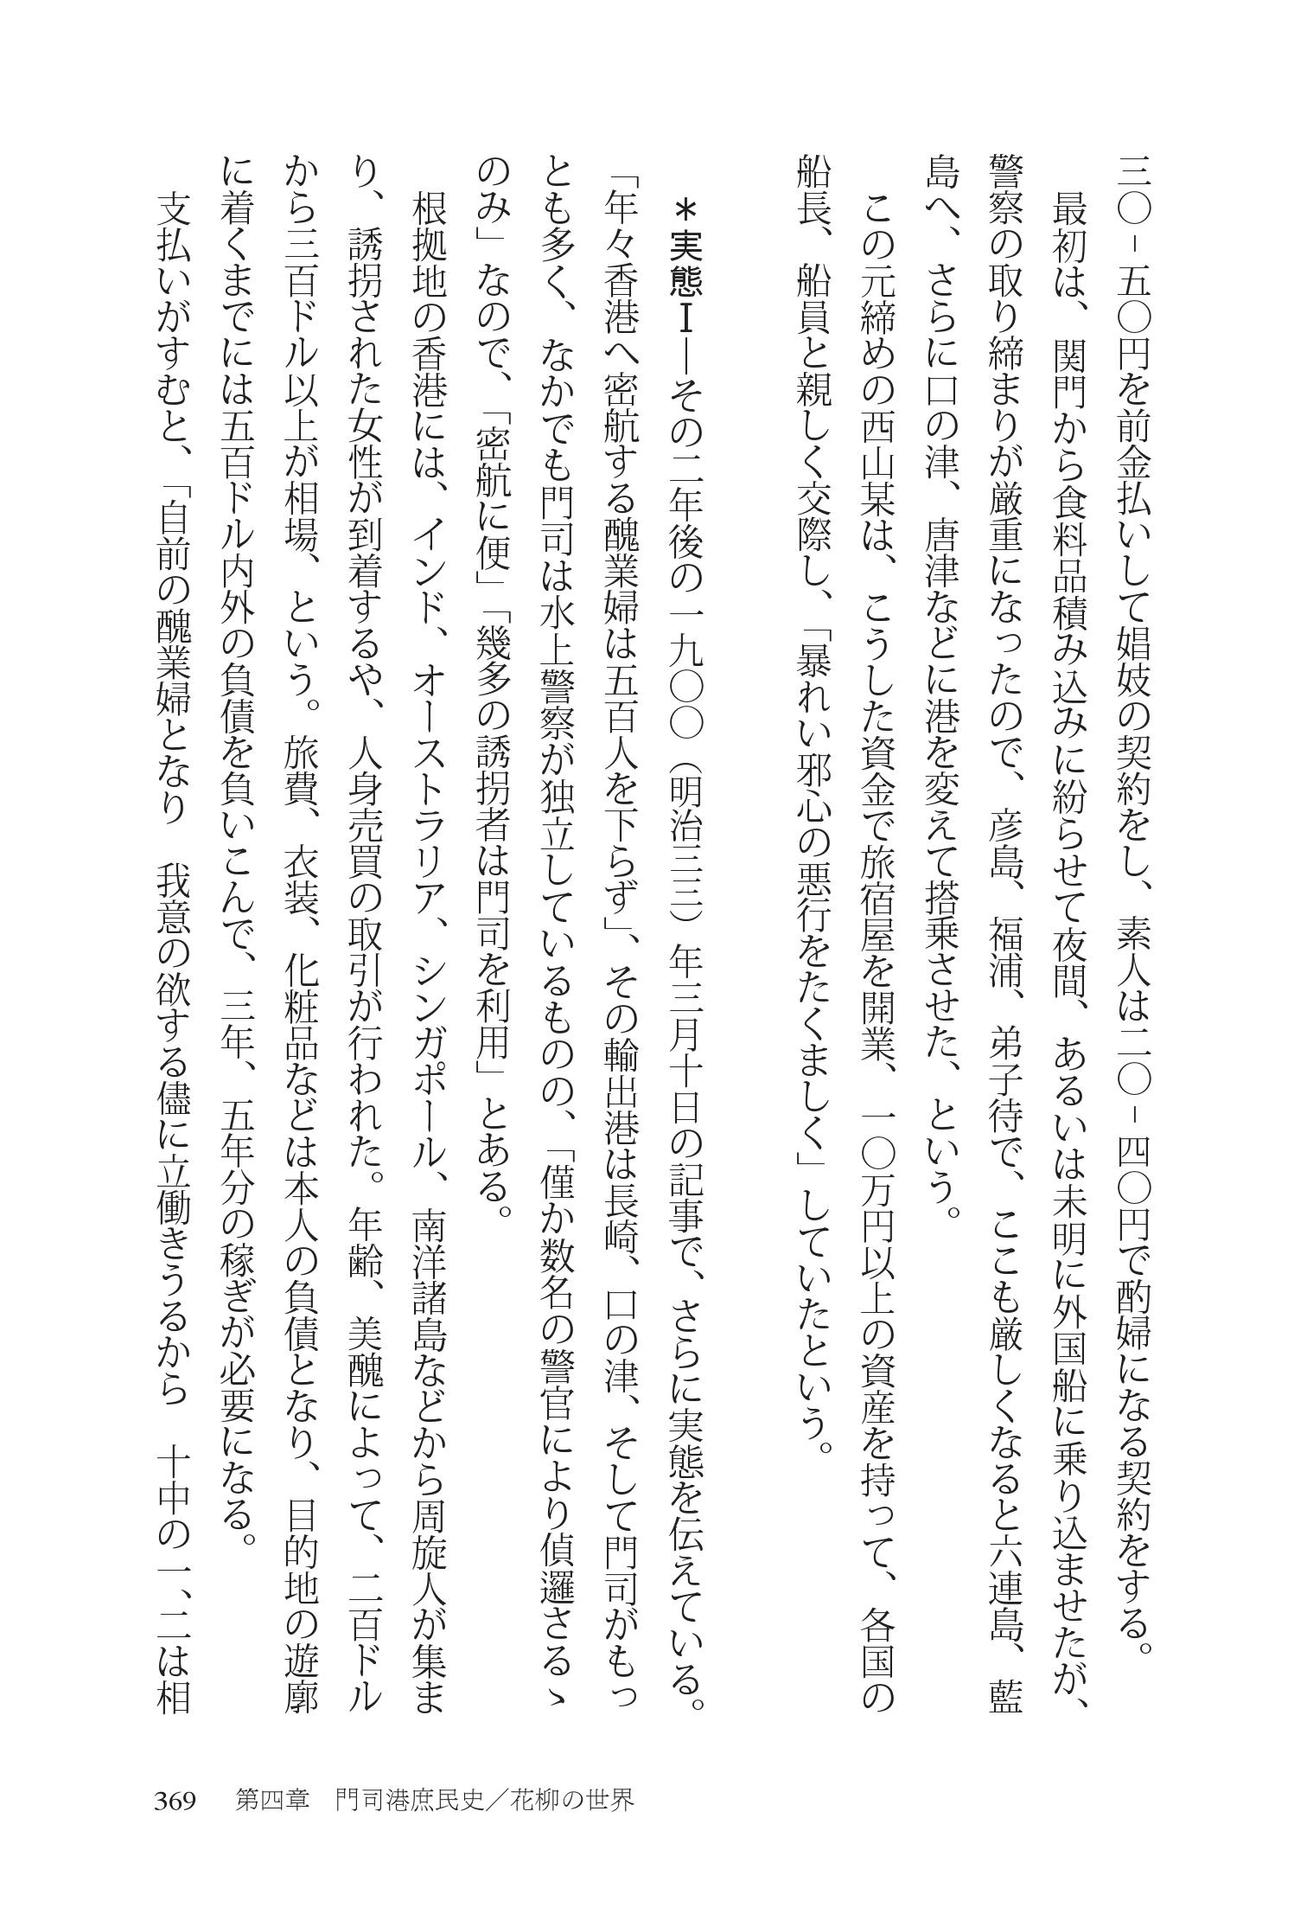 三〇－五〇円を前金払いして娼妓の契約をし、素人は二〇－四〇円で酌婦になる契約をする。
最初は、関門から食料品積み込みに紛らせて夜間、あるいは未明に外国船に乗り込ませたが、
警察の取り締まりが厳重になったので、彦島、福浦、弟子待で、ここも厳しくなると六連島、藍
島へ、さらに口の津、唐津などに港を変えて搭乗させた、という。
この元締めの西山某は、こうした資金で旅宿屋を開業、一〇万円以上の資産を持って、各国の
船長、船員と親しく交際し、「暴れい邪心の悪行をたくましく」していたという。
＊実態Ⅰ―その二年後の一九〇〇（明治三三）年三月十日の記事で、さらに実態を伝えている。
「年々香港へ密航する醜業婦は五百人を下らず」、その輸出港は長崎、口の津、そして門司がもっ
とも多く、なかでも門司は水上警察が独立しているものの、「僅か数名の警官により偵邏さるゝ
のみ」なので、「密航に便」「幾多の誘拐者は門司を利用」とある。
根拠地の香港には、インド、オーストラリア、シンガポール、南洋諸島などから周旋人が集ま
り、誘拐された女性が到着するや、人身売買の取引が行われた。年齢、美醜によって、二百ドル
から三百ドル以上が相場、という。旅費、衣装、化粧品などは本人の負債となり、目的地の遊廓
に着くまでには五百ドル内外の負債を負いこんで、三年、五年分の稼ぎが必要になる。
支払いがすむと、「自前の醜業婦となり　我意の欲する儘に立働きうるから　十中の一、二は相
369　第四章　門司港庶民史／花柳の世界